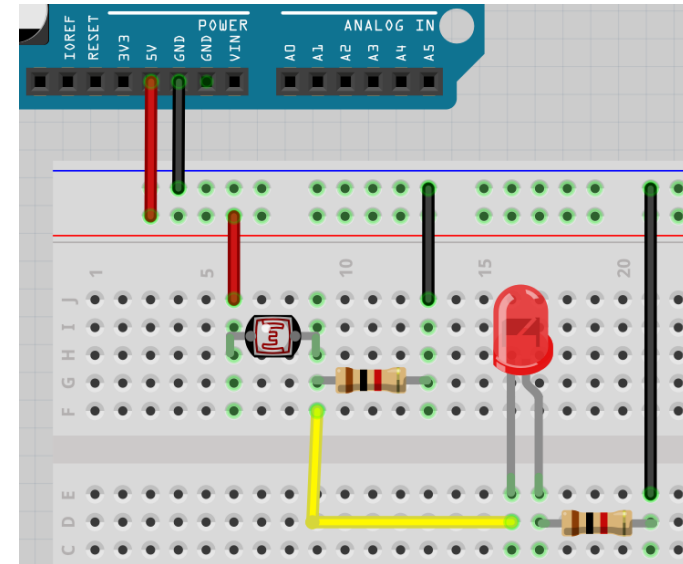 POWER
ANALOG IN
IOREF
RESET
3V3
5V
GND
GND
VIN
A0
A1
A2
A3
A4
A5
1
5
10
15
20
J
I
H
G
F
E
D
C